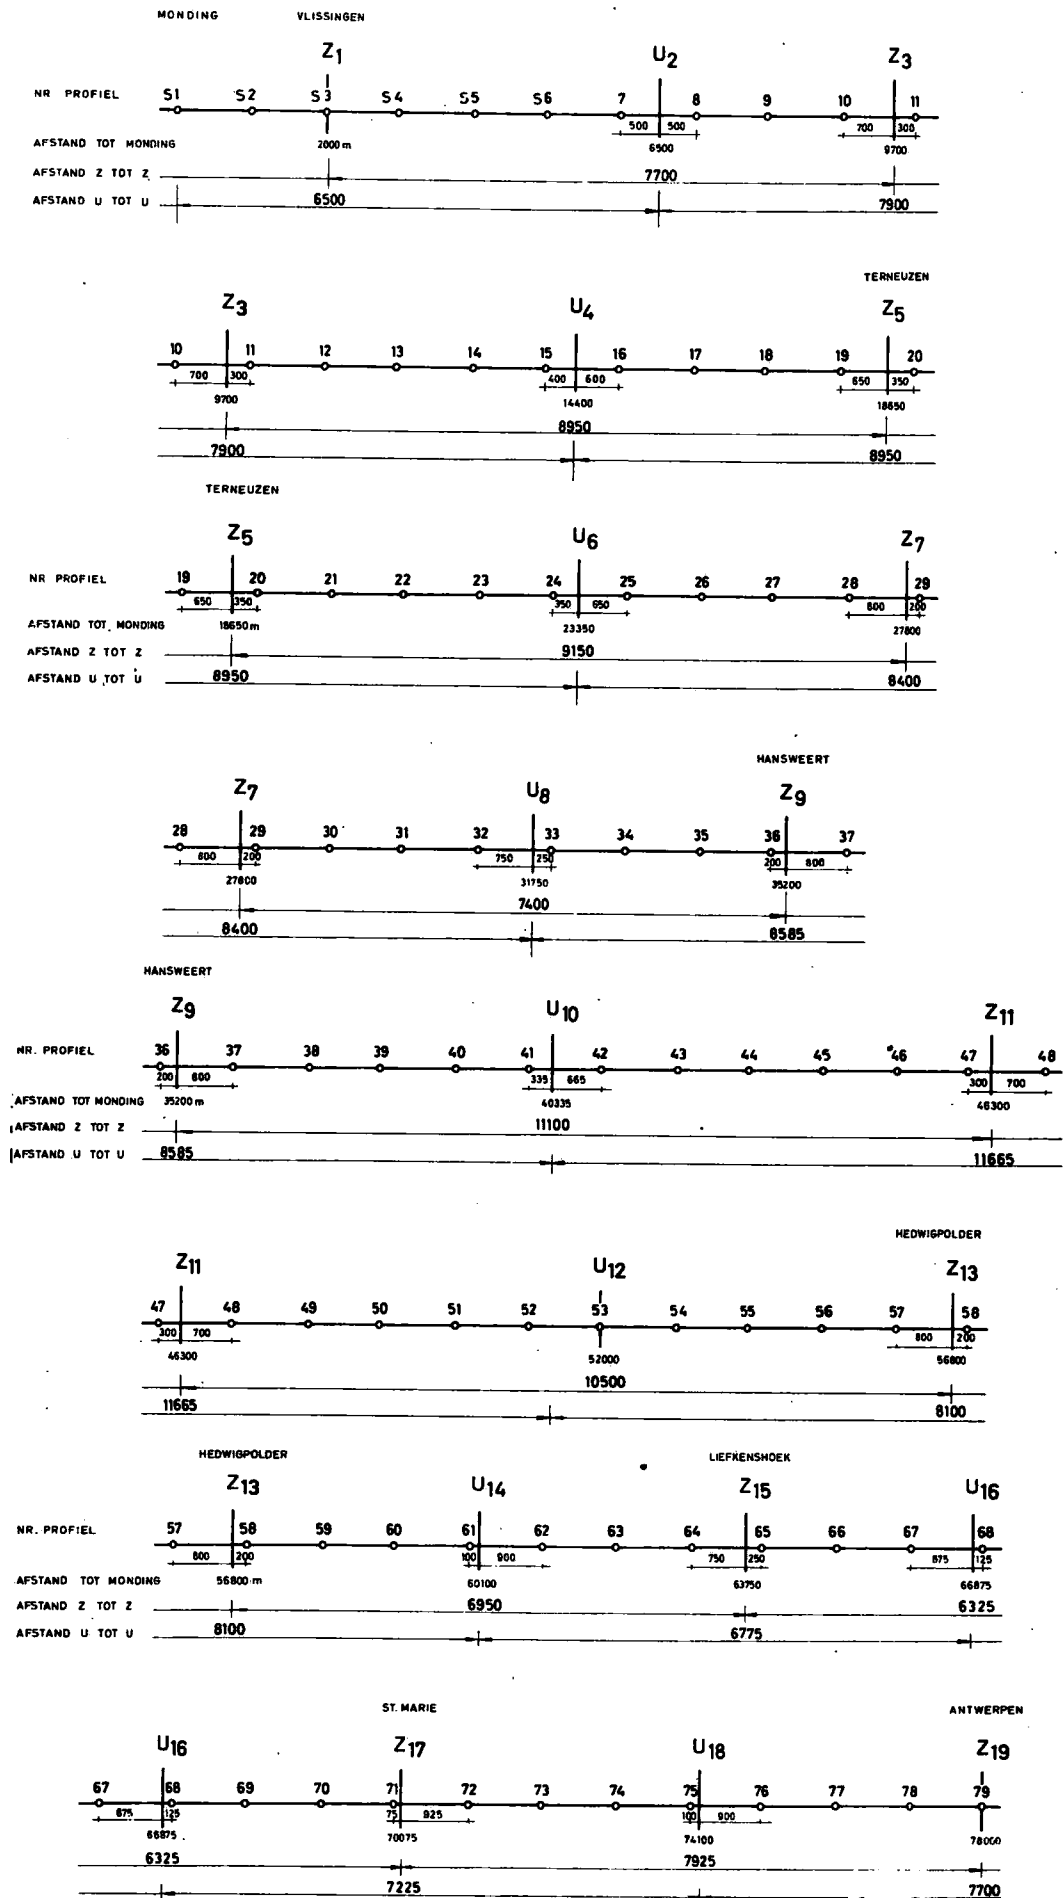 MONDING VLISSINGEN
Z1 U2 Z3
NR PROFIEL S1 S2 S3 S4 S5 S6 7 8 9 10 11
500 500 700 300
AFSTAND TOT MONDING 2000 m 6500 9700
AFSTAND Z TOT Z 7700
AFSTAND U TOT U 6500 7900
TERNEUZEN
Z3 U4 Z5
10 11 12 13 14 15 16 17 18 19 20
700 300 400 600 650 350
9700 14400 18650
8950
7900 8950
TERNEUZEN
Z5 U6 Z7
NR PROFIEL 19 20 21 22 23 24 25 26 27 28 29
650 350 350 650 800 200
AFSTAND TOT MONDING 18650 m 23350 27800
AFSTAND Z TOT Z 9150
AFSTAND U TOT U 8950 8400
HANSWEERT
Z7 U8 Z9
28 29 30 31 32 33 34 35 36 37
800 200 750 250 200 800
27800 31750 35200
7400
8400 8585
HANSWEERT
Z9 U10 Z11
NR. PROFIEL 36 37 38 39 40 41 42 43 44 45 46 47 48
200 800 335 665 300 700
AFSTAND TOT MONDING 35200 m 40335 46300
AFSTAND Z TOT Z 11100
AFSTAND U TOT U 8585 11665
HEDWIGPOLDER
Z11 U12 Z13
47 48 49 50 51 52 53 54 55 56 57 58
300 700 800 200
46300 52000 56800
10500
11665 8100
HEDWIGPOLDER LIEFKENSHOEK
Z13 U14 Z15 U16
NR. PROFIEL 57 58 59 60 61 62 63 64 65 66 67 68
800 200 100 900 750 250 875 125
AFSTAND TOT MONDING 56800 m 60100 63750 66875
AFSTAND Z TOT Z 6950 6325
AFSTAND U TOT U 8100 6775
ST. MARIE ANTWERPEN
U16 Z17 U18 Z19
67 68 69 70 71 72 73 74 75 76 77 78 79
875 125 75 925 100 900
66875 70075 74100 78000
6325 7925
7225 7700